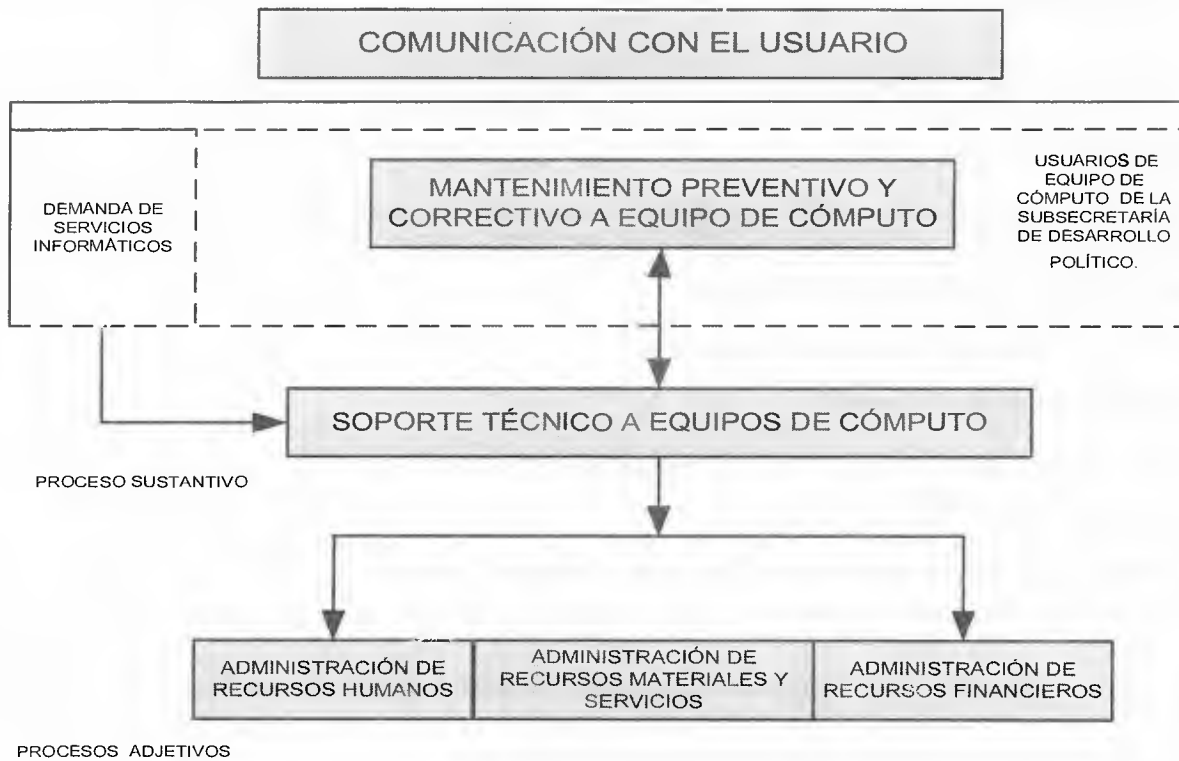 COMUNICACIÓN CON EL USUARIO
DEMANDA DE
SERVICIOS
INFORMÁTICOS
MANTENIMIENTO PREVENTIVO Y
CORRECTIVO A EQUIPO DE CÓMPUTO
USUARIOS DE
EQUIPO DE
CÓMPUTO DE LA
SUBSECRETARÍA
DE DESARROLLO
POLÍTICO.
SOPORTE TÉCNICO A EQUIPOS DE CÓMPUTO
PROCESO SUSTANTIVO
ADMINISTRACIÓN DE
RECURSOS HUMANOS
ADMINISTRACIÓN DE
RECURSOS MATERIALES Y
SERVICIOS
ADMINISTRACIÓN DE
RECURSOS FINANCIEROS
PROCESOS ADJETIVOS